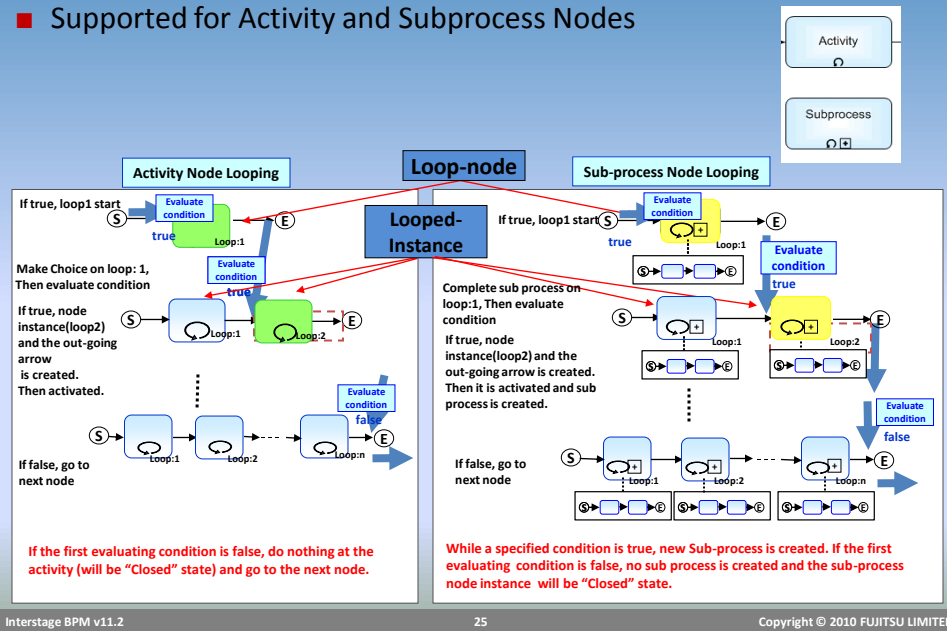 ■ Supported for Activity and Subprocess Nodes
Activity
Subprocess
Loop-node
Looped-
Instance
Activity Node Looping
If true, loop1 start
S
Evaluate
condition
true
Loop:1
E
Make Choice on loop: 1,
Then evaluate condition
Evaluate
condition
true
If true, node
instance(loop2)
and the out-going
arrow
is created.
Then activated.
S
Loop:1
Loop:2
E
Evaluate
condition
false
S
Loop:1
Loop:2
Loop:n
E
If false, go to
next node
If the first evaluating condition is false, do nothing at the
activity (will be “Closed” state) and go to the next node.
Sub-process Node Looping
If true, loop1 start
S
Evaluate
condition
true
Loop:1
E
S
E
Evaluate
condition
true
Complete sub process on
loop:1, Then evaluate
condition
If true, node
instance(loop2) and the
out-going arrow is created.
Then it is activated and sub
process is created.
S
Loop:1
Loop:2
E
S
E
S
E
Evaluate
condition
false
If false, go to
next node
S
Loop:1
Loop:2
Loop:n
E
S
E
S
E
S
E
While a specified condition is true, new Sub-process is created. If the first
evaluating condition is false, no sub process is created and the sub-process
node instance will be “Closed” state.
Interstage BPM v11.2
25
Copyright © 2010 FUJITSU LIMITE